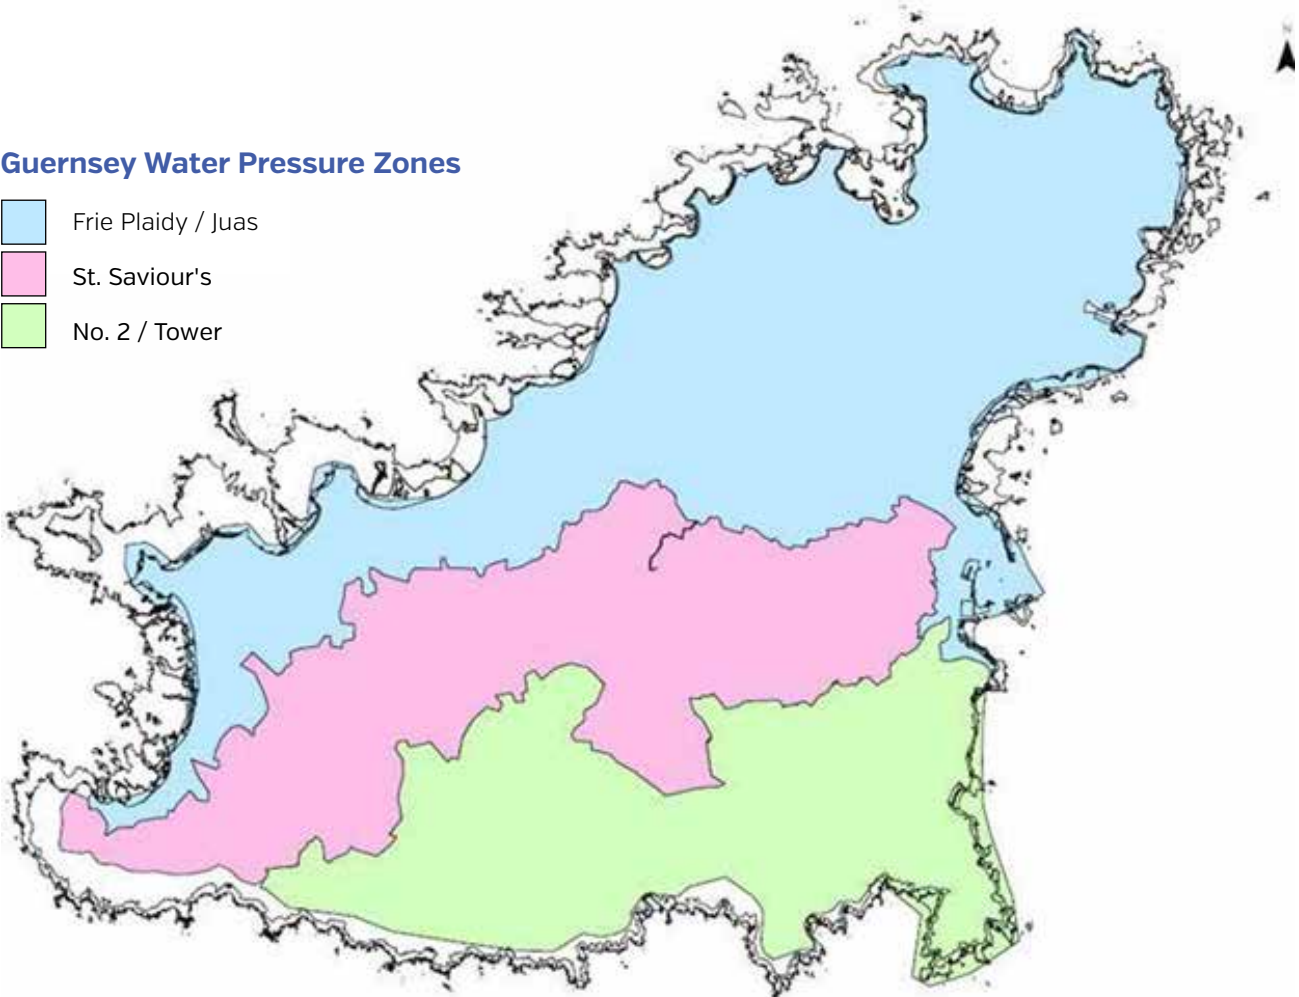 Guernsey Water Pressure Zones
Frie Plaidy / Juas
St. Saviour's
No. 2 / Tower
N